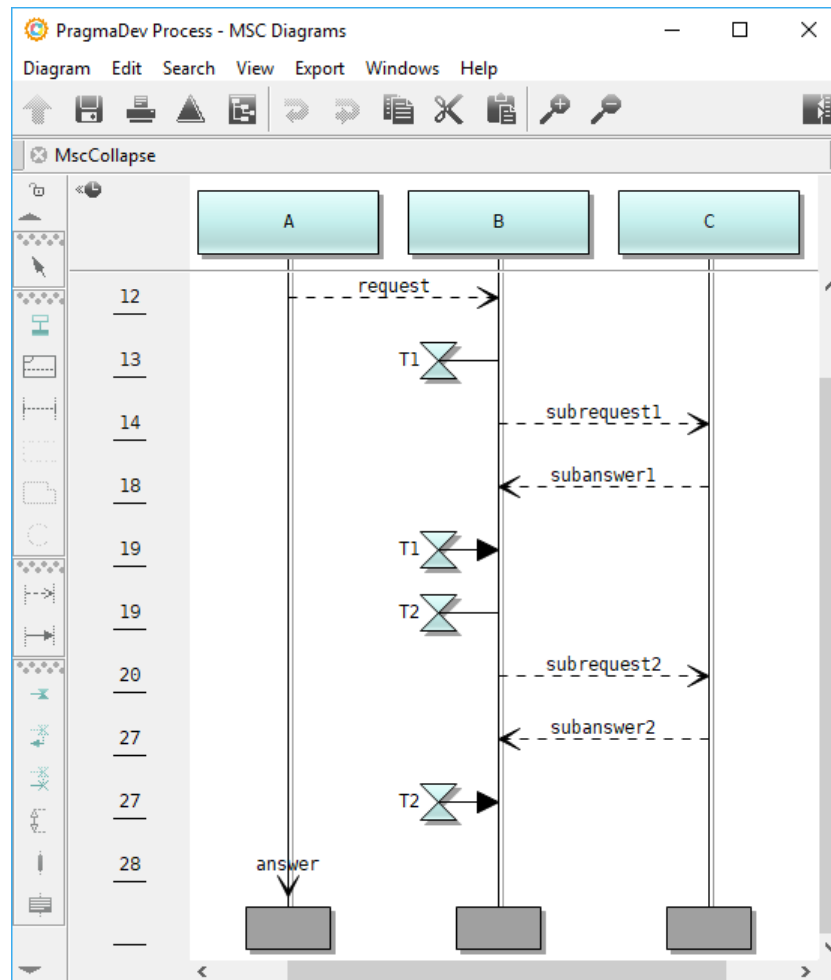 PragmaDev Process - MSC Diagrams
Diagram Edit Search View Export Windows Help
MscCollapse
A B C
12 request
13 T1
14 subrequest1
18 subanswer1
19 T1
19 T2
20 subrequest2
27 subanswer2
27 T2
28 answer